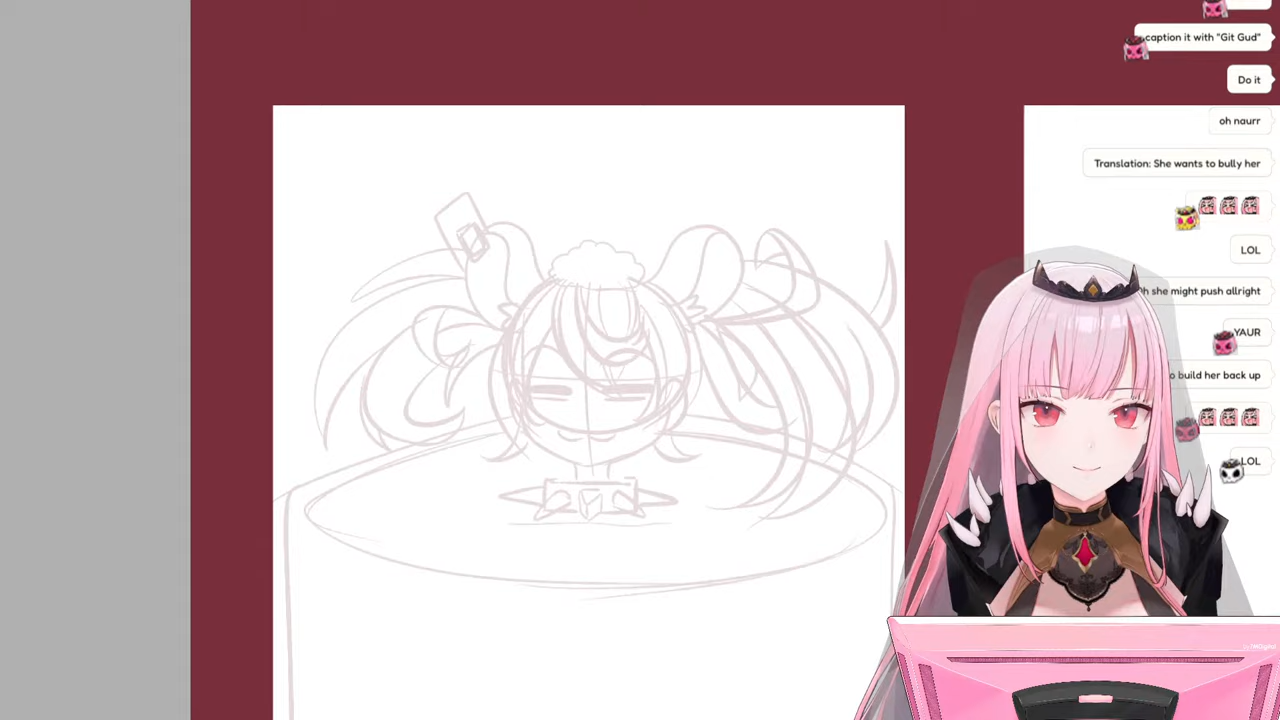 caption it with "Git Gud"
Do it
oh naurr
Translation: She wants to bully her
LOL
she might push allright
YAUR
build her back up
LOL